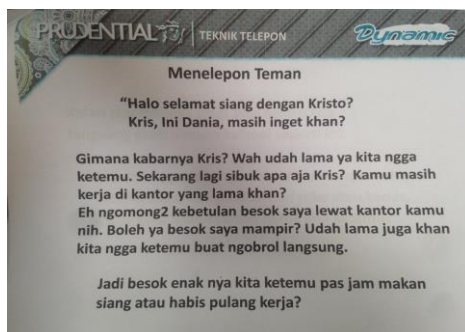 PRUDENTIAL
TEKNIK TELEPON
Dynamic
Menelepon Teman
“Halo selamat siang dengan Kristo?
Kris, Ini Dania, masih inget khan?
Gimana kabarnya Kris? Wah udah lama ya kita ngga
ketemu. Sekarang lagi sibuk apa aja Kris? Kamu masih
kerja di kantor yang lama khan?
Eh ngomong2 kebetulan besok saya lewat kantor kamu
nih. Boleh ya besok saya mampir? Udah lama juga khan
kita ngga ketemu buat ngobrol langsung.
Jadi besok enak nya kita ketemu pas jam makan
siang atau habis pulang kerja?